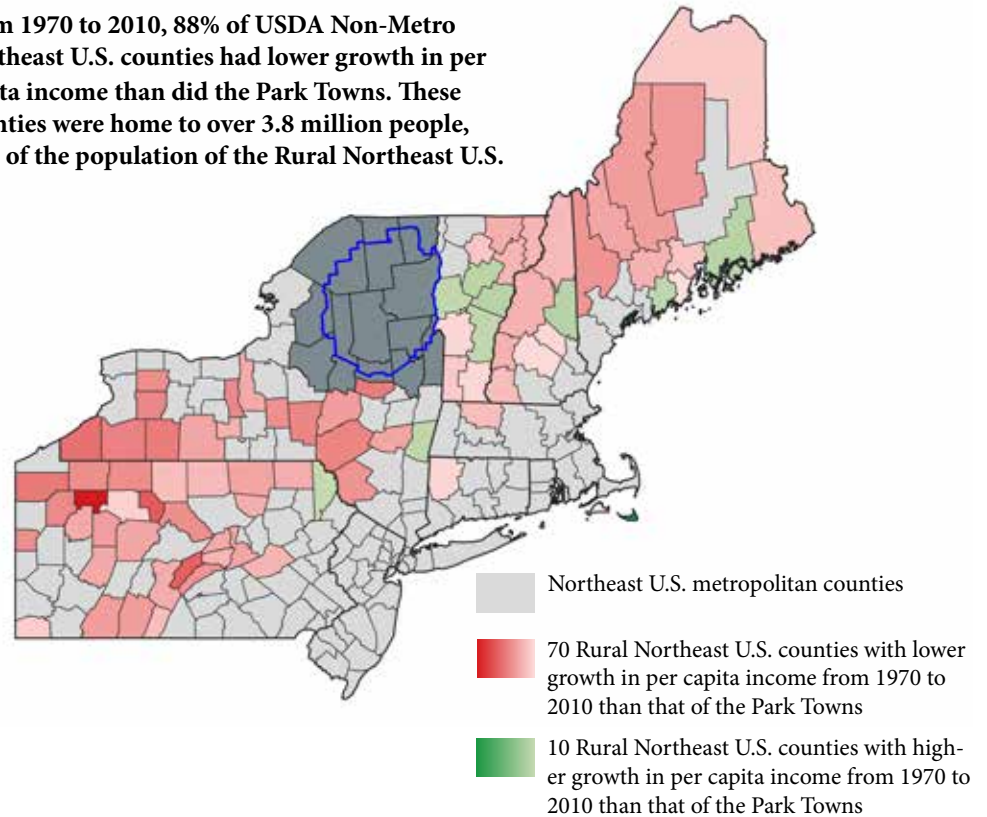 m 1970 to 2010, 88% of USDA Non-Metro
theast U.S. counties had lower growth in per
ta income than did the Park Towns. These
nties were home to over 3.8 million people,
of the population of the Rural Northeast U.S.
Northeast U.S. metropolitan counties
70 Rural Northeast U.S. counties with lower
growth in per capita income from 1970 to
2010 than that of the Park Towns
10 Rural Northeast U.S. counties with high-
er growth in per capita income from 1970 to
2010 than that of the Park Towns